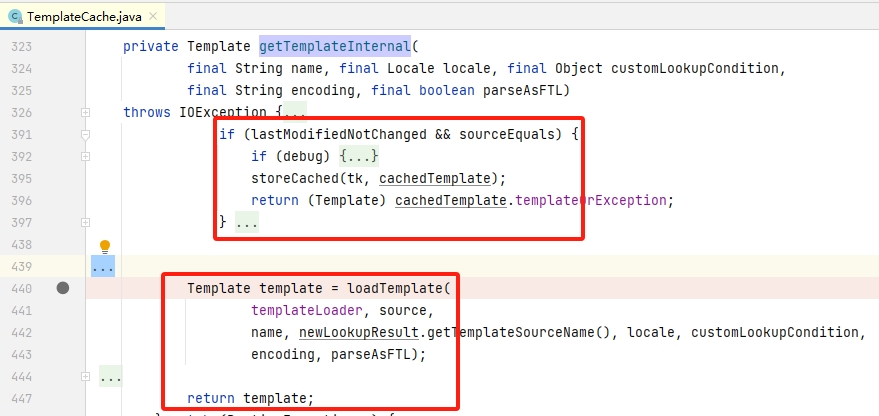 TemplateCache.java
323 private Template getTemplateInternal(
324 final String name, final Locale locale, final Object customLookupCondition,
325 final String encoding, final boolean parseAsFTL)
326 throws IOException {...
391 if (lastModifiedNotChanged && sourceEquals) {
392 if (debug) {...}
395 storeCached(tk, cachedTemplate);
396 return (Template) cachedTemplate.templateOrException;
397 } ...
438
439 ...
440 Template template = loadTemplate(
441 templateLoader, source,
442 name, newLookupResult.getTemplateSourceName(), locale, customLookupCondition,
443 encoding, parseAsFTL);
444 ...
447 return template;